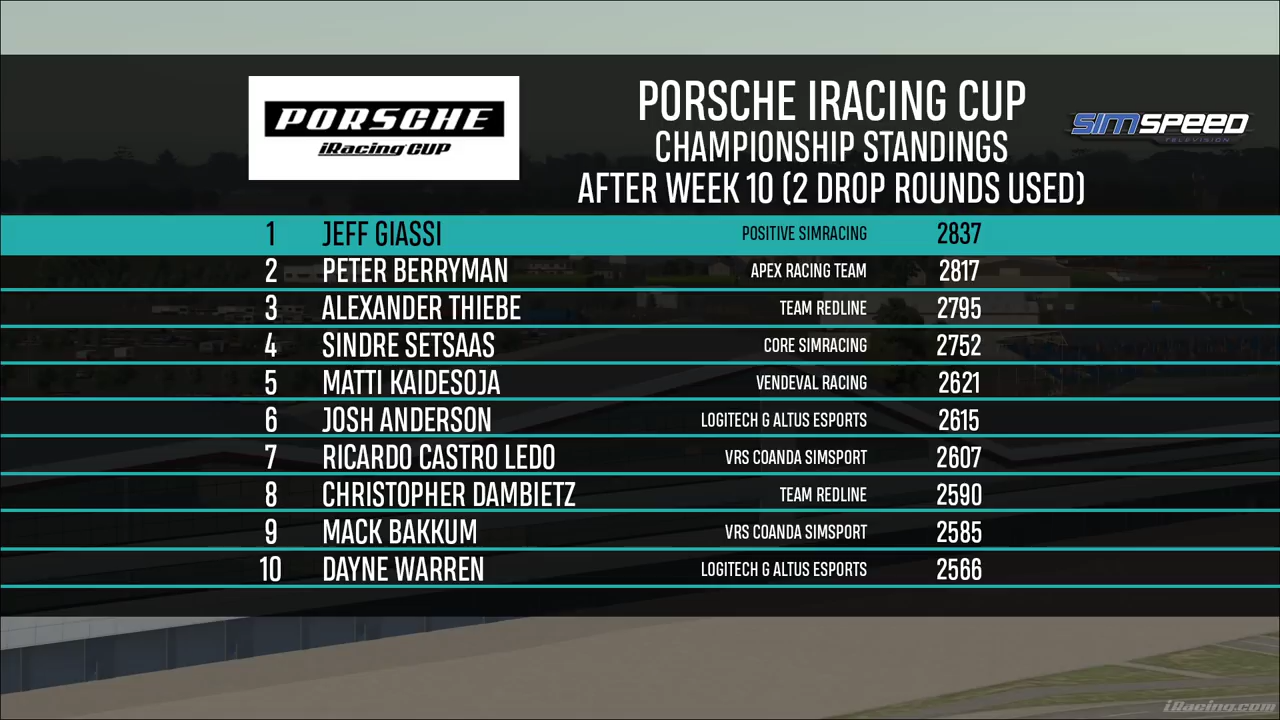 PORSCHE
iRacing CUP
PORSCHE IRACING CUP
CHAMPIONSHIP STANDINGS
AFTER WEEK 10 (2 DROP ROUNDS USED)
SIMSPEED
TELEVISION
1 JEFF GIASSI POSITIVE SIMRACING 2837
2 PETER BERRYMAN APEX RACING TEAM 2817
3 ALEXANDER THIEBE TEAM REDLINE 2795
4 SINDRE SETSAAS CORE SIMRACING 2752
5 MATTI KAIDESOJA VENDEVAL RACING 2621
6 JOSH ANDERSON LOGITECH G ALTUS ESPORTS 2615
7 RICARDO CASTRO LEDO VRS COANDA SIMSPORT 2607
8 CHRISTOPHER DAMBIETZ TEAM REDLINE 2590
9 MACK BAKKUM VRS COANDA SIMSPORT 2585
10 DAYNE WARREN LOGITECH G ALTUS ESPORTS 2566
iRacing.com